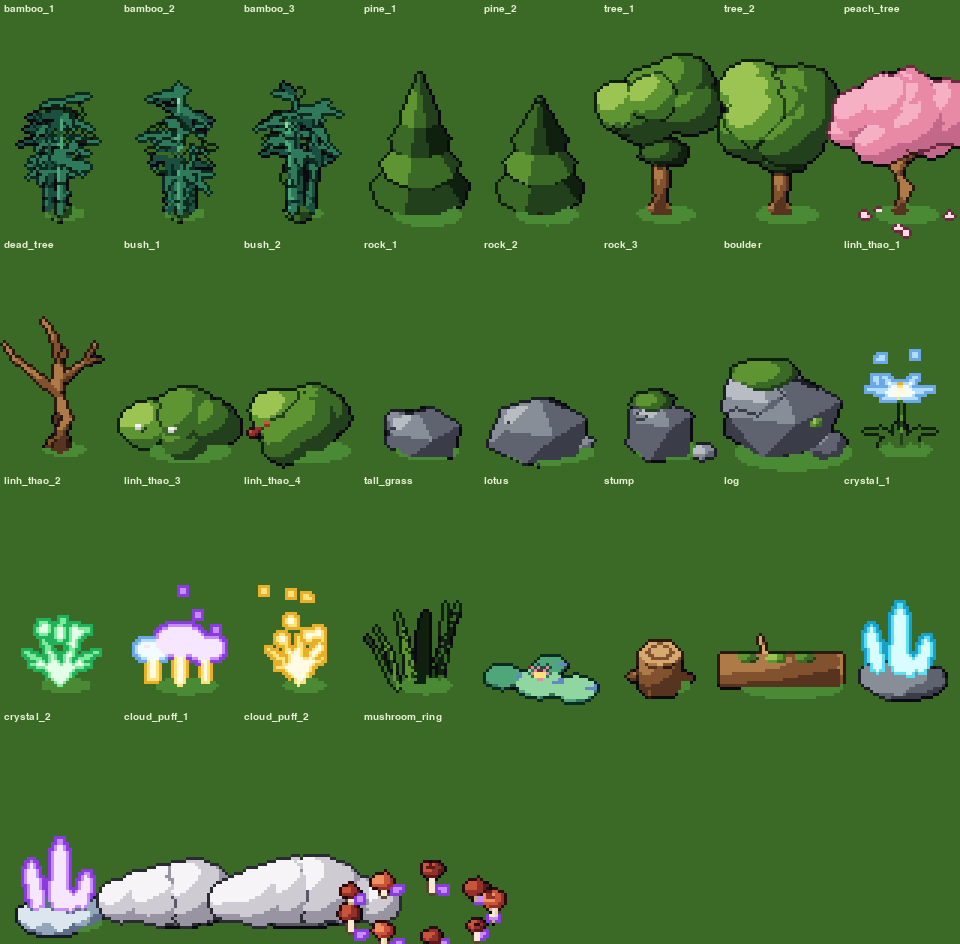 bamboo_1 bamboo_2 bamboo_3 pine_1 pine_2 tree_1 tree_2 peach_tree
dead_tree bush_1 bush_2 rock_1 rock_2 rock_3 boulder linh_thao_1
linh_thao_2 linh_thao_3 linh_thao_4 tall_grass lotus stump log crystal_1
crystal_2 cloud_puff_1 cloud_puff_2 mushroom_ring